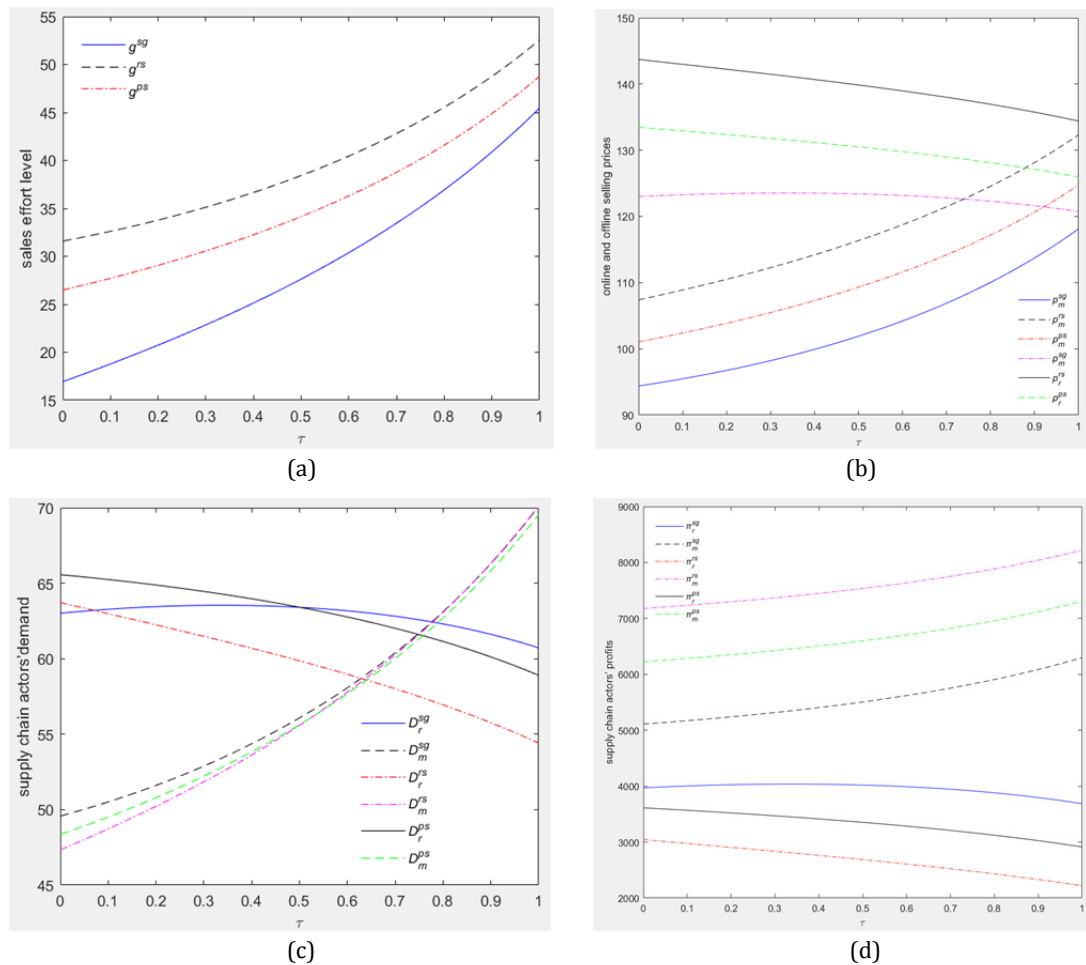 55
50
45
40
35
30
25
20
15
sales effort level
g^sg
g^rs
g^ps
0 0.1 0.2 0.3 0.4 0.5 0.6 0.7 0.8 0.9 1
τ
(a)
150
140
130
120
110
100
90
online and offline selling prices
p_m^sg
p_m^rs
p_m^ps
p_m^sg
p_r^rs
p_r^ps
0 0.1 0.2 0.3 0.4 0.5 0.6 0.7 0.8 0.9 1
τ
(b)
70
65
60
55
50
45
supply chain actors'demand
D_r^sg
D_m^sg
D_r^rs
D_m^rs
D_r^ps
D_m^ps
0 0.1 0.2 0.3 0.4 0.5 0.6 0.7 0.8 0.9 1
τ
(c)
9000
8000
7000
6000
5000
4000
3000
2000
supply chain actors' profits
π_r^sg
π_m^sg
π_r^rs
π_m^rs
π_r^ps
π_m^ps
0 0.1 0.2 0.3 0.4 0.5 0.6 0.7 0.8 0.9 1
τ
(d)